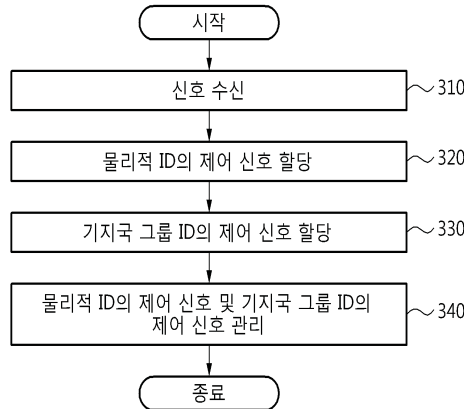 시작
신호 수신
310
물리적 ID의 제어 신호 할당
320
기지국 그룹 ID의 제어 신호 할당
330
물리적 ID의 제어 신호 및 기지국 그룹 ID의
제어 신호 관리
340
종료